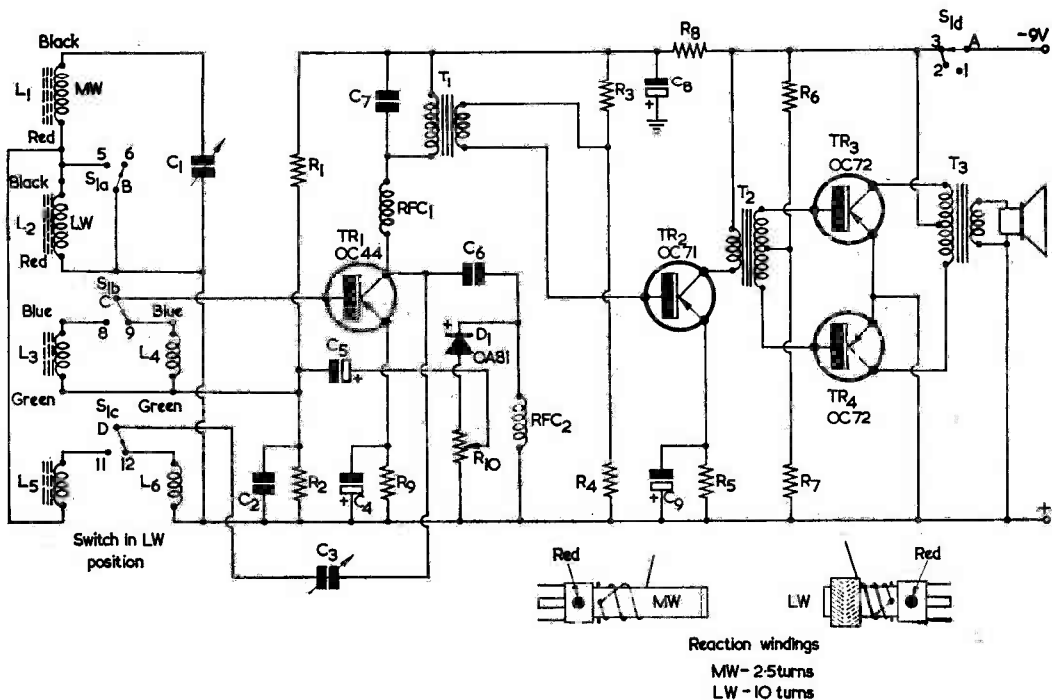 Black
L1
MW
Red
5
6
S1a
B
Black
L2
LW
Red
C1
R1
C7
T1
RFC1
TR1
OC44
C6
R3
C8
+
R8
S1d
3
A
2
1
-9V
R6
TR3
OC72
T3
T2
TR2
OC71
S1b
C
Blue
8
9
Blue
L3
L4
Green
Green
C5
+
+
D1
OA81
RFC2
TR4
OC72
S1c
D
11
12
L5
L6
C2
R2
C4
+
R9
R10
R4
C9
+
R5
R7
+
Switch in LW
position
C3
Red
MW
LW
Red
Reaction windings
MW - 2·5 turns
LW - 10 turns